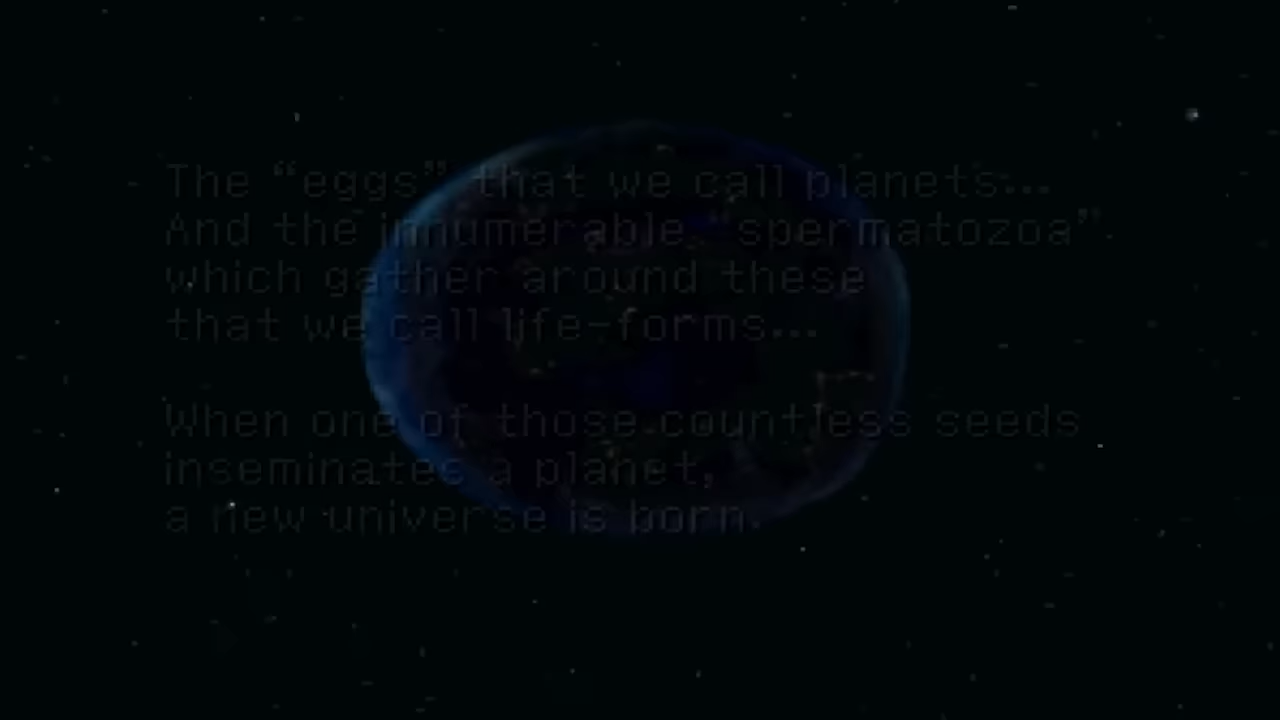 The “eggs” that we call planets...
And the innumerable “spermatozoa”
which gather around these
that we call life-forms...
When one of those countless seeds
inseminates a planet,
a new universe is born.